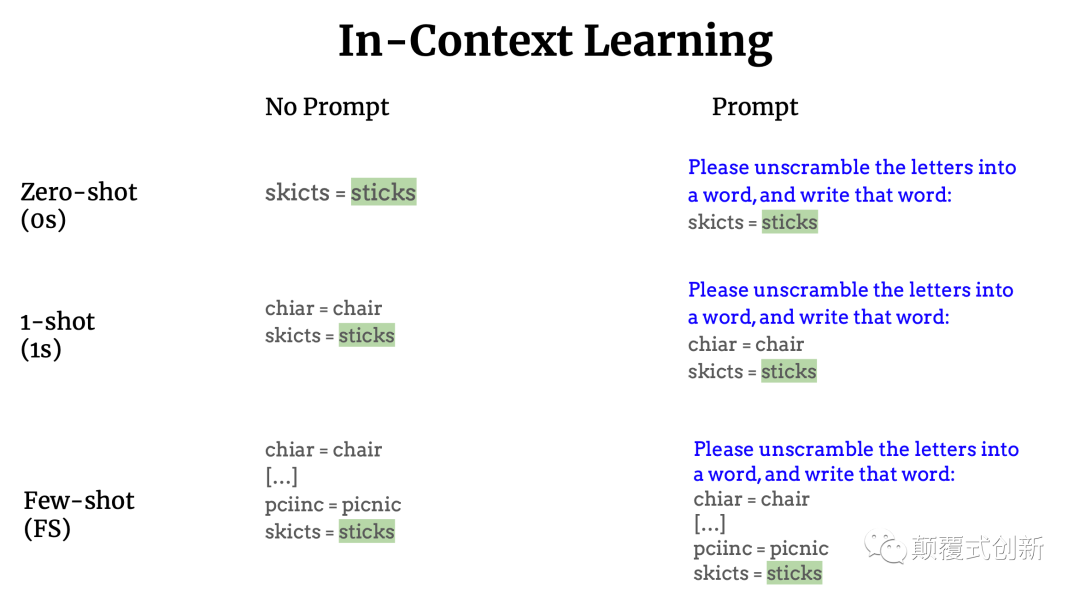 In-Context Learning
No Prompt
Prompt
Zero-shot
(0s)
skicts = sticks
Please unscramble the letters into
a word, and write that word:
skicts = sticks
1-shot
(1s)
chiar = chair
skicts = sticks
Please unscramble the letters into
a word, and write that word:
chiar = chair
skicts = sticks
Few-shot
(FS)
chiar = chair
[...]
pciinc = picnic
skicts = sticks
Please unscramble the letters into
a word, and write that word:
chiar = chair
[...]
pciinc = picnic
skicts = sticks
颠覆式创新